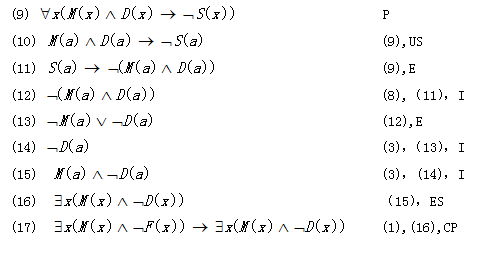 (9) ∀x(M(x) ∧ D(x) → ¬S(x)) P
(10) M(a) ∧ D(a) → ¬S(a) (9),US
(11) S(a) → ¬(M(a) ∧ D(a)) (9),E
(12) ¬(M(a) ∧ D(a)) (8), (11), I
(13) ¬M(a) ∨ ¬D(a) (12),E
(14) ¬D(a) (3), (13), I
(15) M(a) ∧ ¬D(a) (3), (14), I
(16) ∃x(M(x) ∧ ¬D(x)) (15), ES
(17) ∃x(M(x) ∧ ¬F(x)) → ∃x(M(x) ∧ ¬D(x)) (1),(16),CP